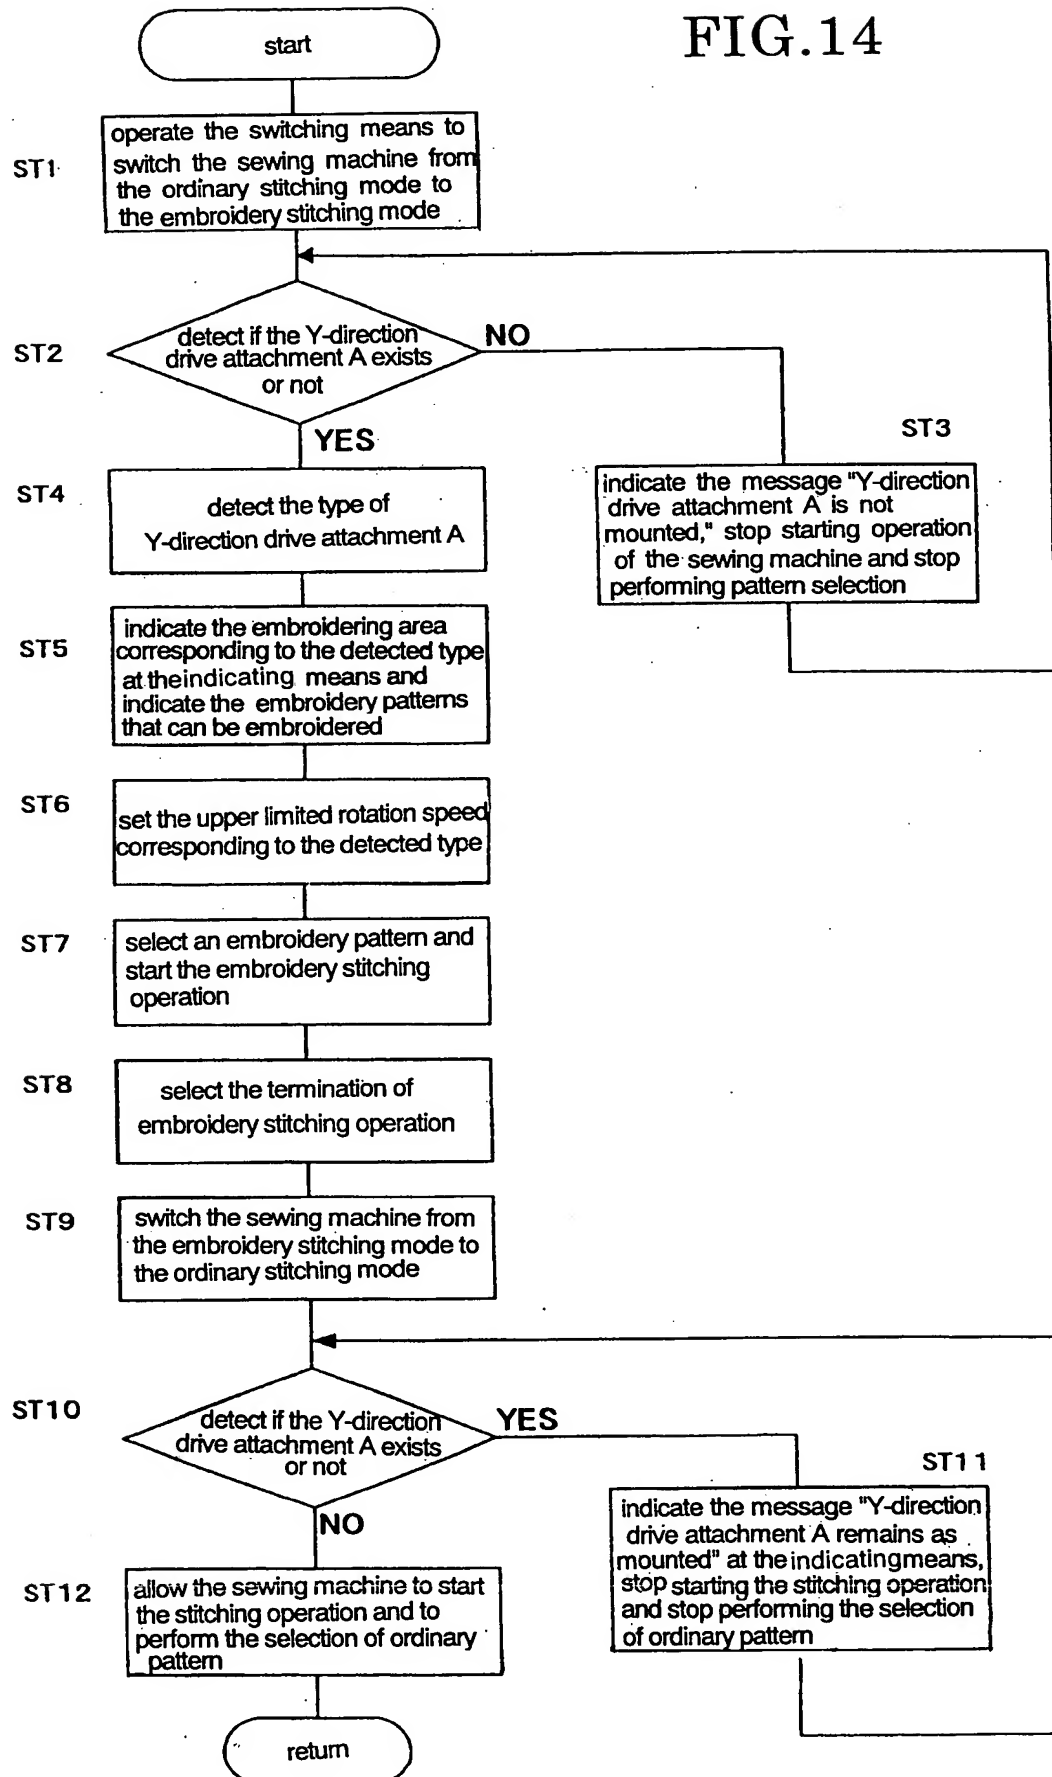 FIG.14
start
ST1
operate the switching means to
switch the sewing machine from
the ordinary stitching mode to
the embroidery stitching mode
ST2
detect if the Y-direction
drive attachment A exists
or not
NO
YES
ST3
indicate the message "Y-direction
drive attachment A is not
mounted," stop starting operation
of the sewing machine and stop
performing pattern selection
ST4
detect the type of
Y-direction drive attachment A
ST5
indicate the embroidering area
corresponding to the detected type
at the indicating means and
indicate the embroidery patterns
that can be embroidered
ST6
set the upper limited rotation speed
corresponding to the detected type
ST7
select an embroidery pattern and
start the embroidery stitching
operation
ST8
select the termination of
embroidery stitching operation
ST9
switch the sewing machine from
the embroidery stitching mode to
the ordinary stitching mode
ST10
detect if the Y-direction
drive attachment A exists
or not
YES
NO
ST11
indicate the message "Y-direction
drive attachment A remains as
mounted" at the indicating means,
stop starting the stitching operation
and stop performing the selection
of ordinary pattern
ST12
allow the sewing machine to start
the stitching operation and to
perform the selection of ordinary
pattern
return